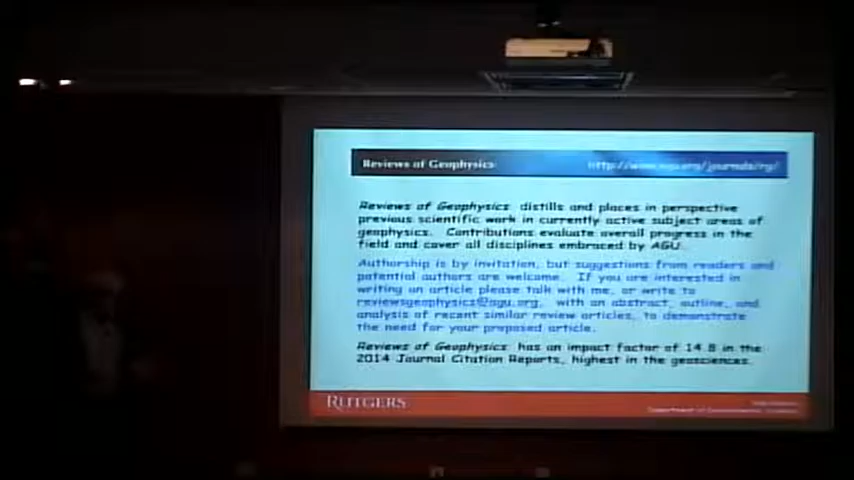 Reviews of Geophysics http://www.agu.org/journals/rg/
Reviews of Geophysics distills and places in perspective
previous scientific work in currently active subject areas of
geophysics. Contributions evaluate overall progress in the
field and cover all disciplines embraced by AGU.
Authorship is by invitation, but suggestions from readers and
potential authors are welcome. If you are interested in
writing an article please talk with me, or write to
reviewsgeophysics@agu.org, with an abstract, outline, and
analysis of recent similar review articles, to demonstrate
the need for your proposed article.
Reviews of Geophysics has an impact factor of 14.8 in the
2014 Journal Citation Reports, highest in the geosciences.
RUTGERS
Department of Environmental Sciences